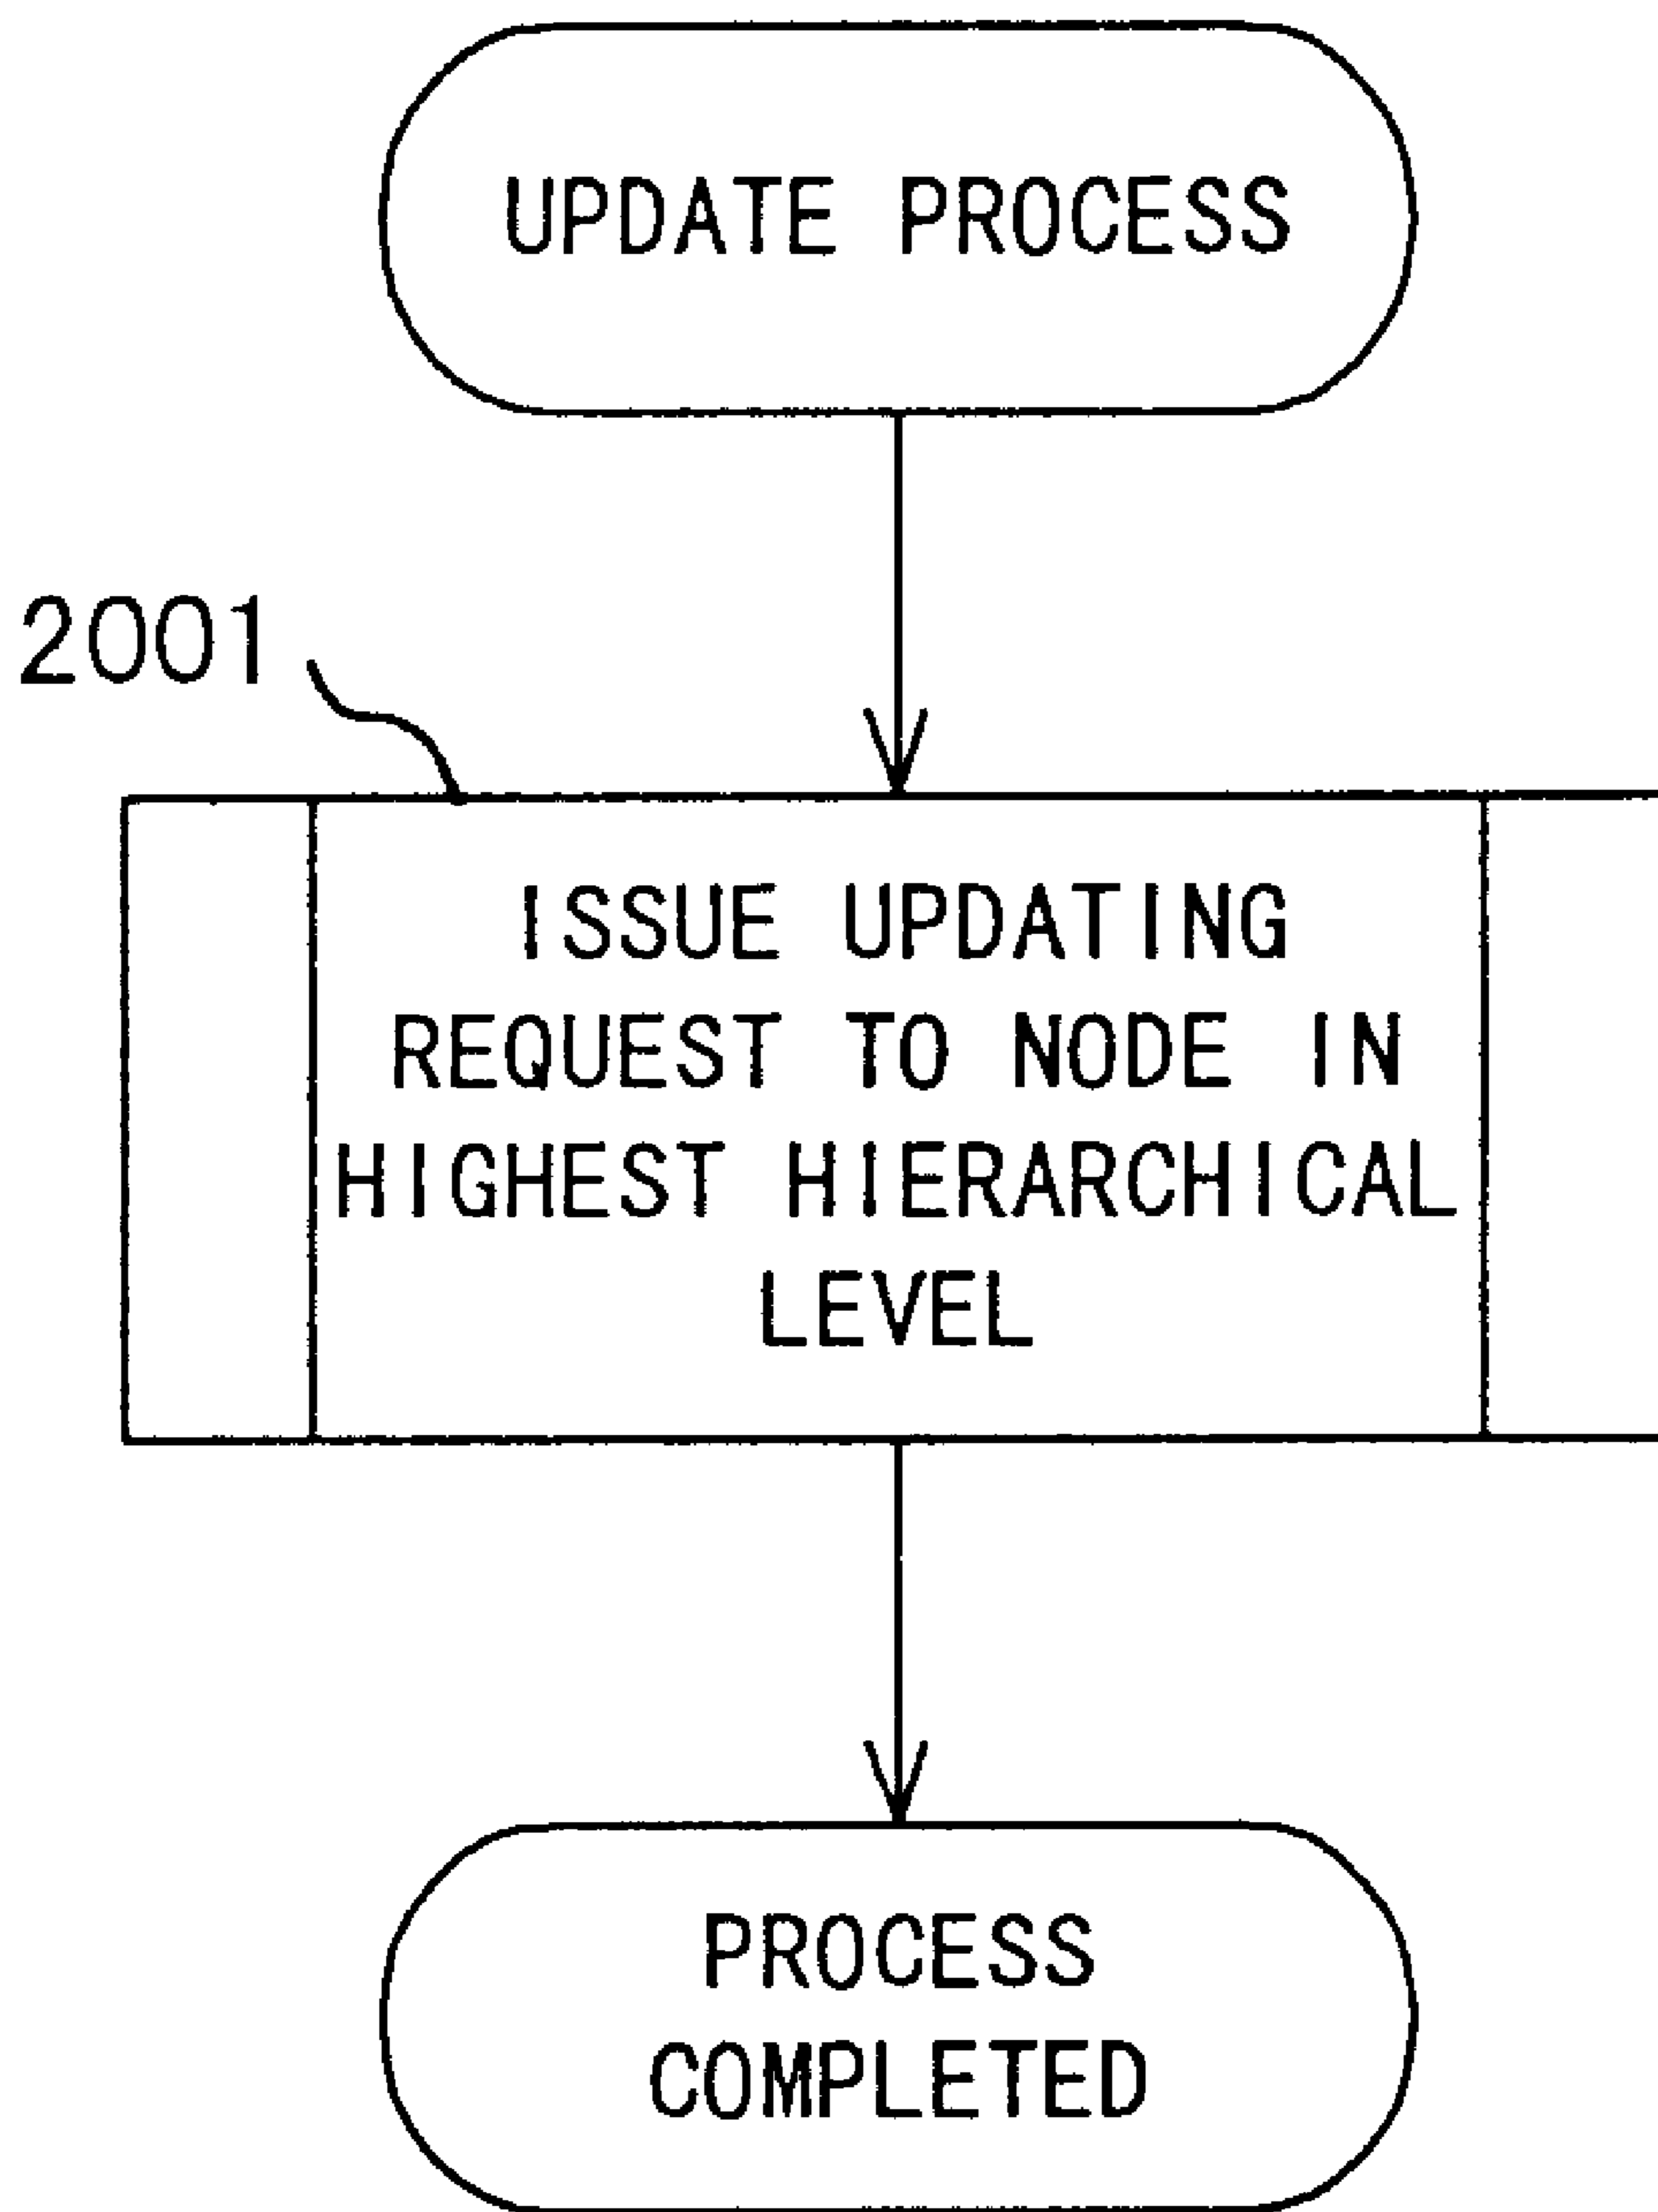 UPDATE PROCESS
2001
ISSUE UPDATING
REQUEST TO NODE IN
HIGHEST HIERARCHICAL
LEVEL
PROCESS
COMPLETED